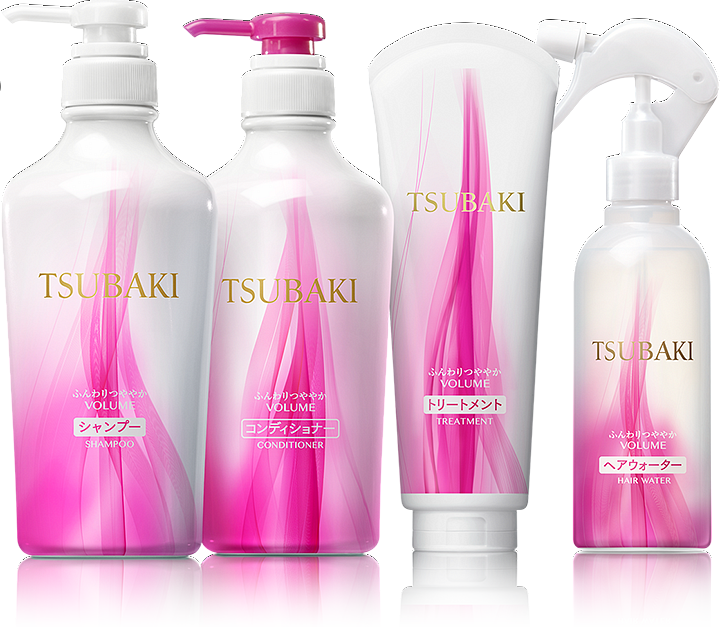 TSUBAKI
ふんわりつややか
VOLUME
シャンプー
SHAMPOO
TSUBAKI
ふんわりつややか
VOLUME
コンディショナー
CONDITIONER
TSUBAKI
ふんわりつややか
VOLUME
トリートメント
TREATMENT
TSUBAKI
ふんわりつややか
VOLUME
ヘアウォーター
HAIR WATER